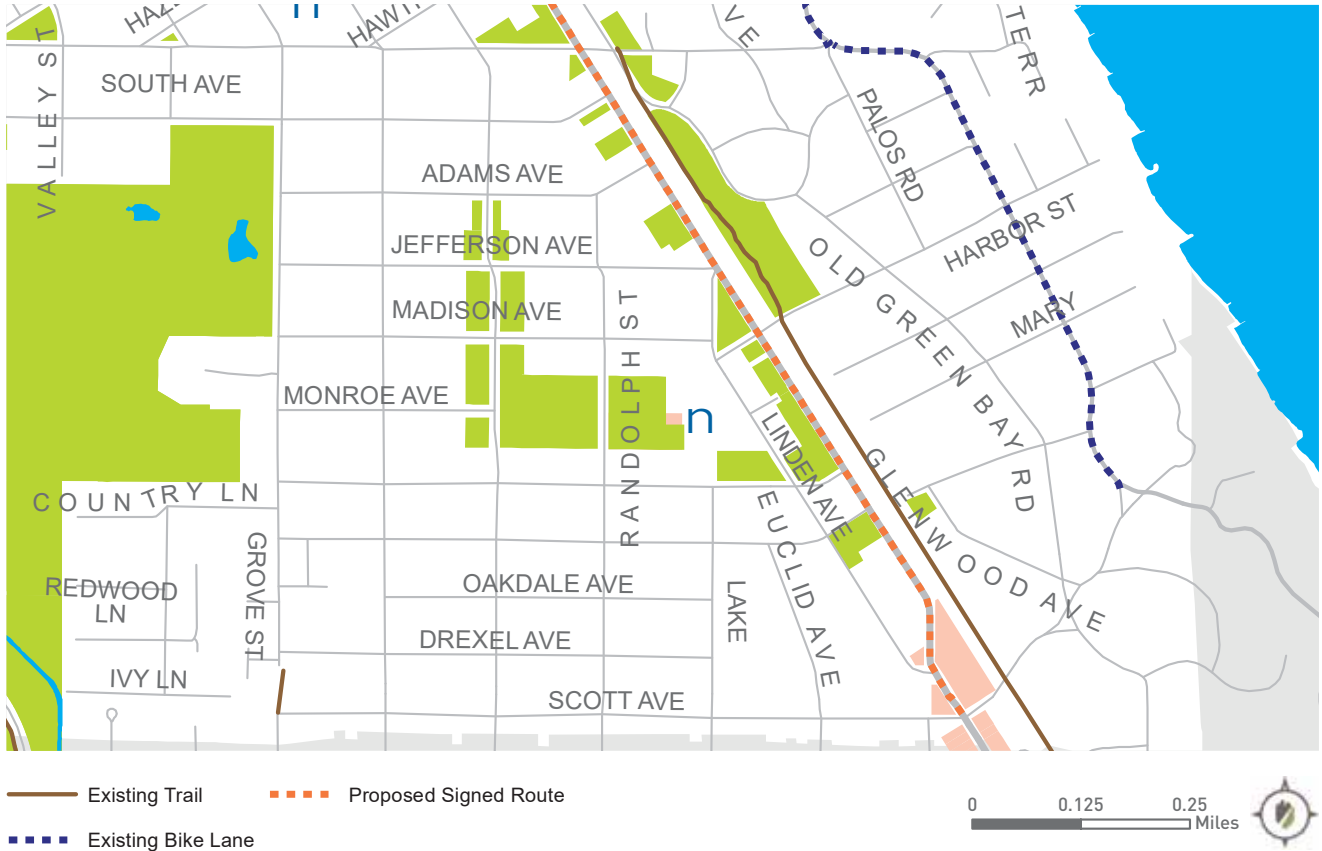 HAZ
HAWTH
VE
TERR
VALLEY ST
SOUTH AVE
PALOS RD
ADAMS AVE
JEFFERSON AVE
HARBOR ST
OLD GREEN BAY RD
MADISON AVE
MARY
RANDOLPH ST
MONROE AVE
n
LINDEN AVE
GLENWOOD AVE
COUNTRY LN
EUCLID AVE
GROVE ST
REDWOOD
LN
OAKDALE AVE
LAKE
DREXEL AVE
IVY LN
SCOTT AVE
Existing Trail
Proposed Signed Route
Existing Bike Lane
0 0.125 0.25
Miles